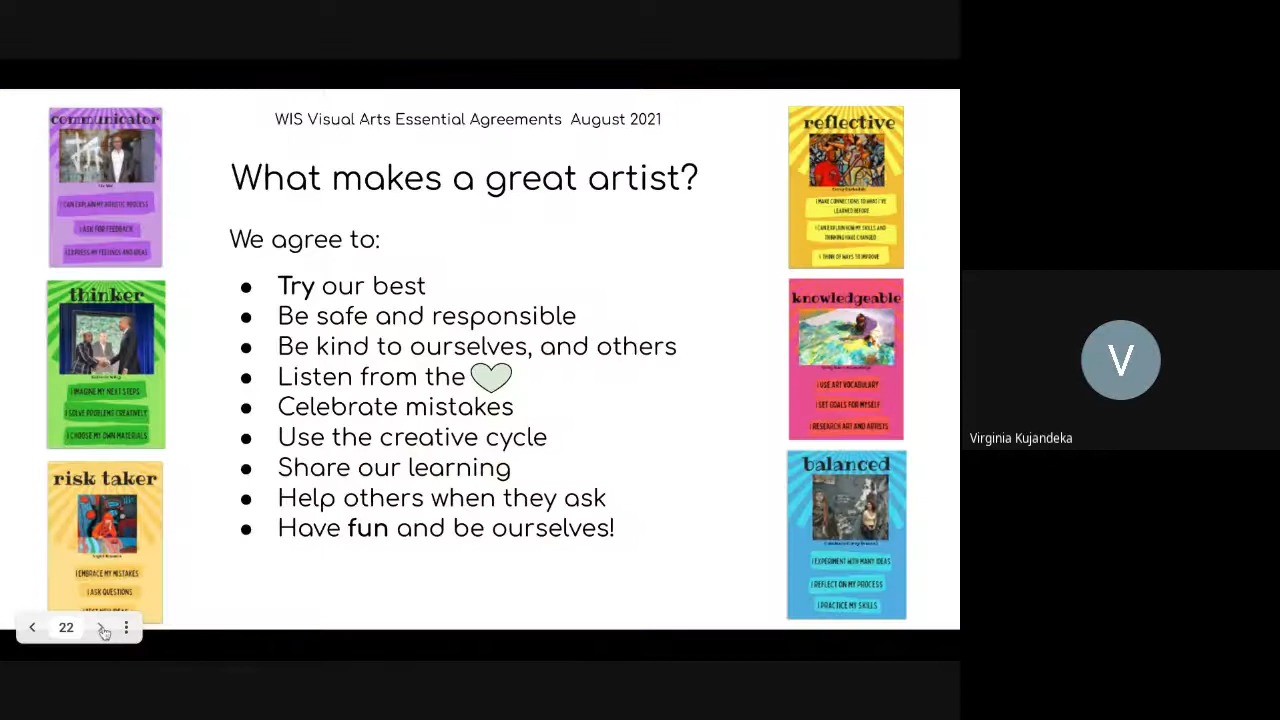 WIS Visual Arts Essential Agreements August 2021
What makes a great artist?
We agree to:
● Try our best
● Be safe and responsible
● Be kind to ourselves, and others
● Listen from the
● Celebrate mistakes
● Use the creative cycle
● Share our learning
● Help others when they ask
● Have fun and be ourselves!
communicator
I CAN EXPLAIN MY ARTISTIC PROCESS
I ASK FOR FEEDBACK
I EXPRESS MY FEELINGS AND IDEAS
thinker
I IMAGINE MY NEXT STEPS
I SOLVE PROBLEMS CREATIVELY
I CHOOSE MY OWN MATERIALS
risk taker
I EMBRACE MY MISTAKES
I ASK QUESTIONS
reflective
I MAKE CONNECTIONS TO WHAT I'VE
LEARNED BEFORE
I CAN EXPLAIN HOW MY SKILLS AND
THINKING HAVE CHANGED
I THINK OF WAYS TO IMPROVE
knowledgeable
I USE ART VOCABULARY
I SET GOALS FOR MYSELF
I RESEARCH ART AND ARTISTS
balanced
I EXPERIMENT WITH MANY IDEAS
I REFLECT ON MY PROCESS
I PRACTICE MY SKILLS
22
V
Virginia Kujandeka